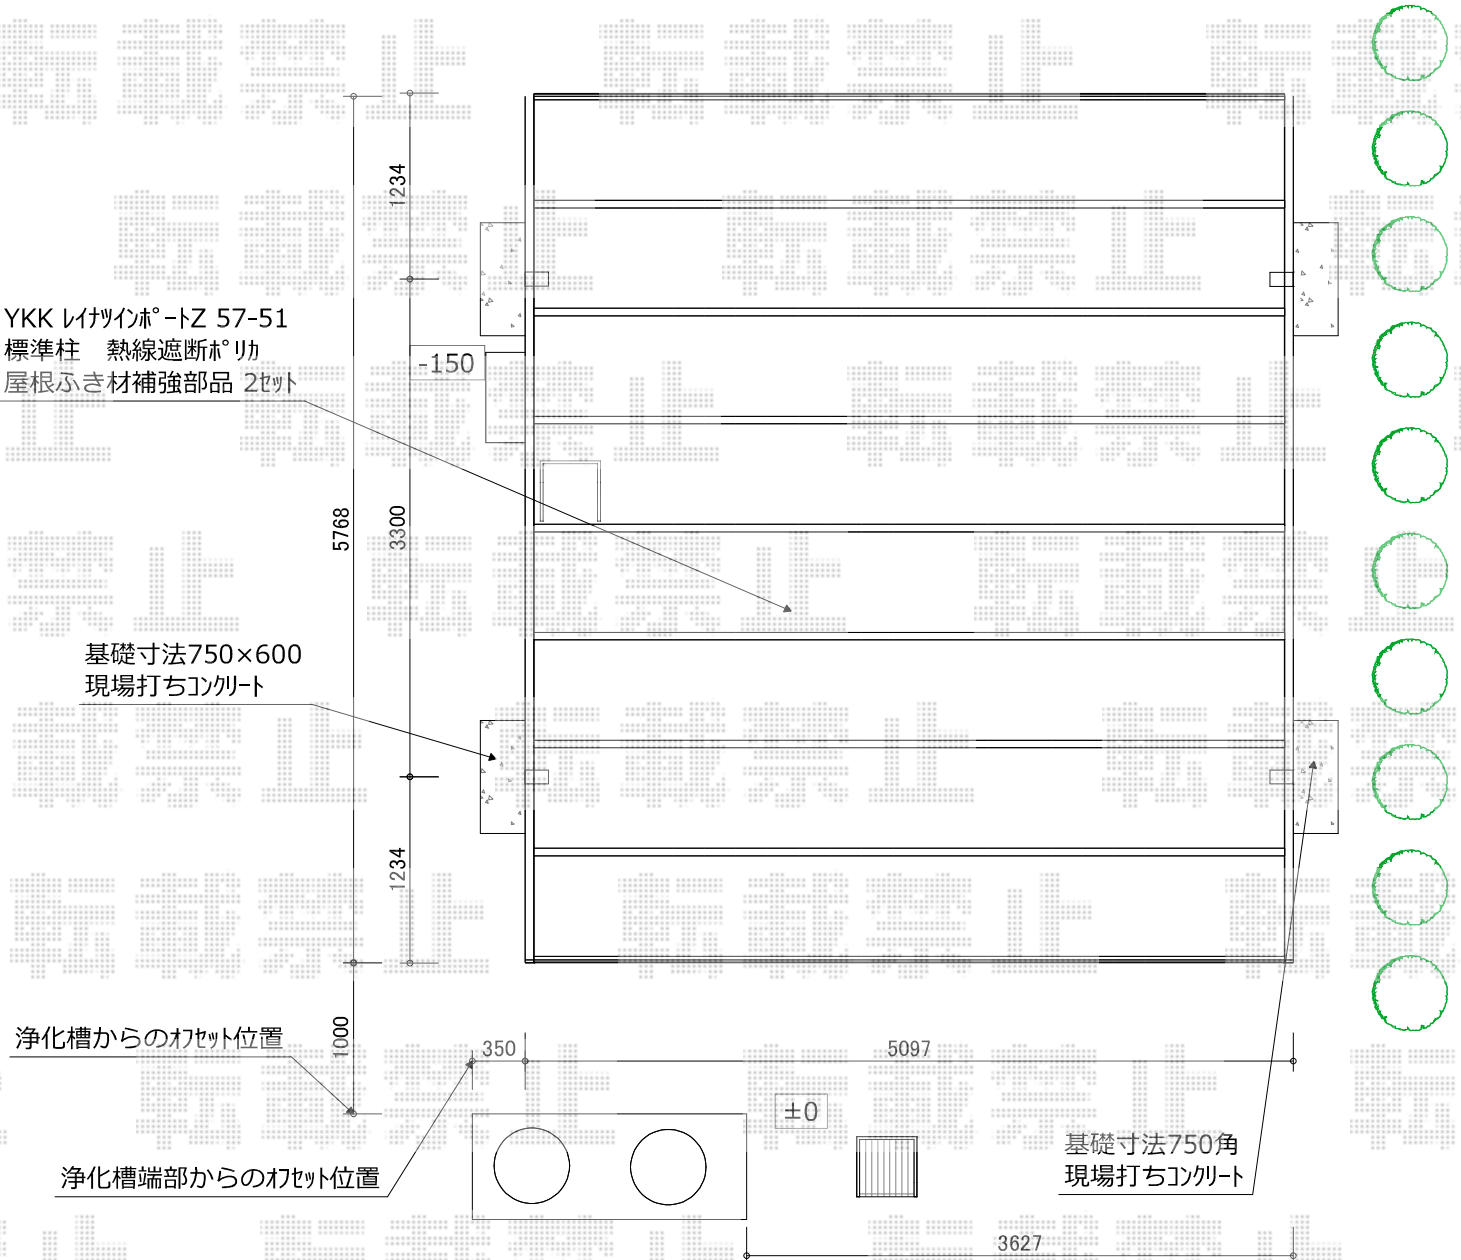 転載禁止
1234
YKK レイナツインポートZ 57-51
標準柱　熱線遮断ポリカ
屋根ふき材補強部品 2セット
-150
5768
3300
基礎寸法750×600
現場打ちコンクリート
1234
浄化槽からのオフセット位置
1000
350
5097
±0
浄化槽端部からのオフセット位置
基礎寸法750角
現場打ちコンクリート
3627